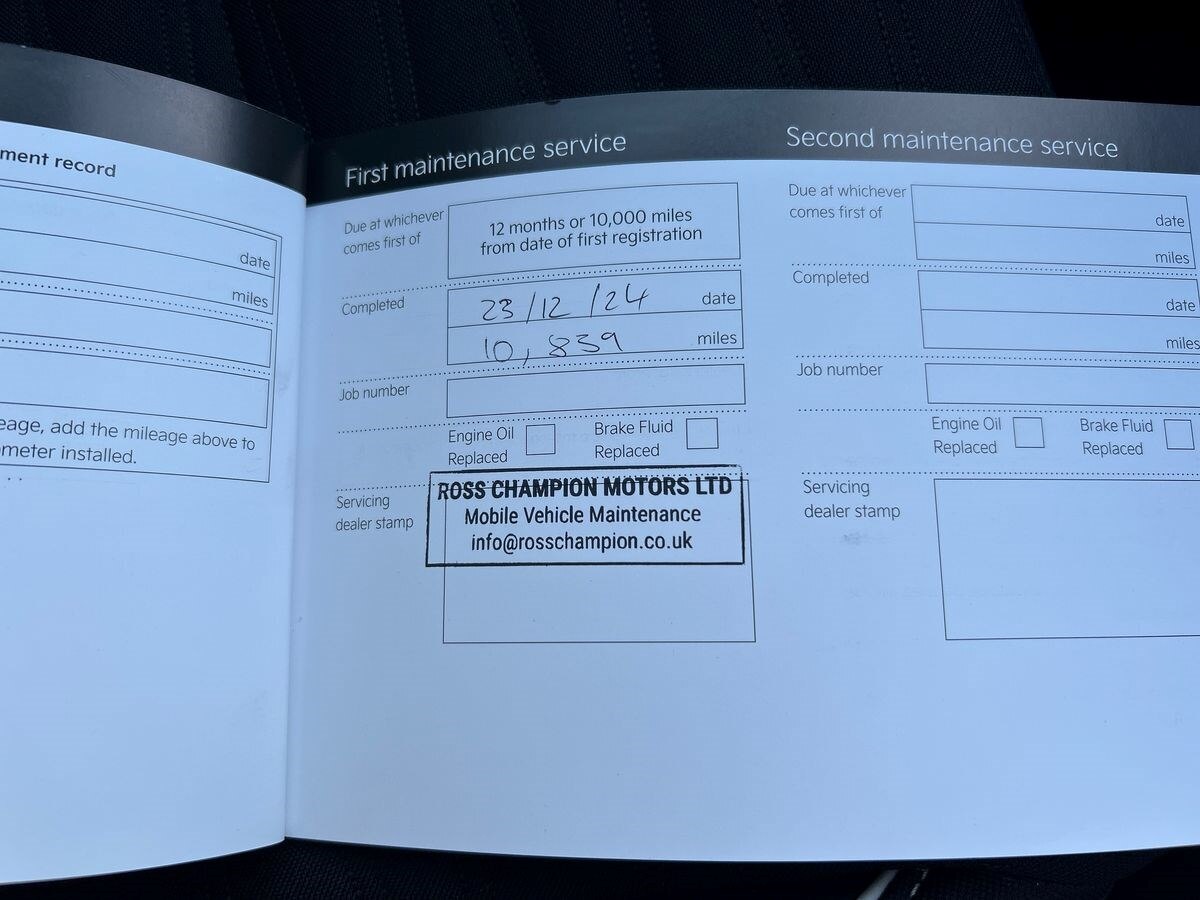 ment record
date
miles
eage, add the mileage above to
ometer installed.
First maintenance service
Due at whichever
comes first of
12 months or 10,000 miles
from date of first registration
Completed
23/12/24 date
10,839 miles
Job number
Engine Oil
Replaced
Brake Fluid
Replaced
Servicing
dealer stamp
ROSS CHAMPION MOTORS LTD
Mobile Vehicle Maintenance
info@rosschampion.co.uk
Second maintenance service
Due at whichever
comes first of
date
miles
Completed
date
miles
Job number
Engine Oil
Replaced
Brake Fluid
Replaced
Servicing
dealer stamp